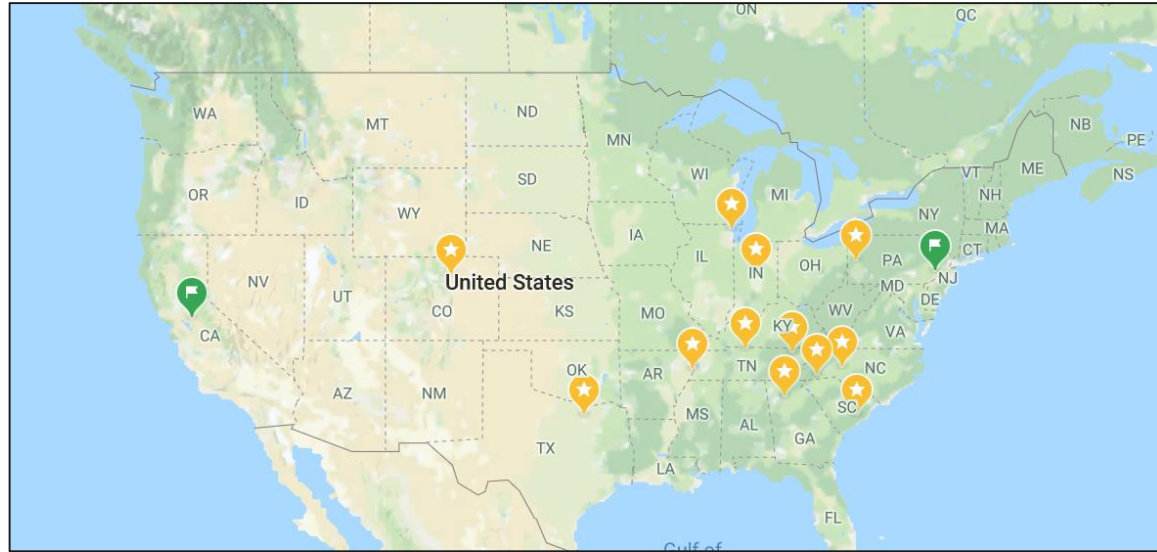 ON
QC
WA
MT
ND
MN
NB
PE
OR
ID
SD
WI
MI
VT
ME
NS
WY
NY
NH
MA
NE
IA
CT
NV
UT
United States
IL
IN
OH
PA
NJ
MD
DE
CA
CO
KS
MO
KY
WV
VA
AZ
NM
OK
AR
TN
NC
MS
AL
SC
GA
TX
LA
FL
Gulf of